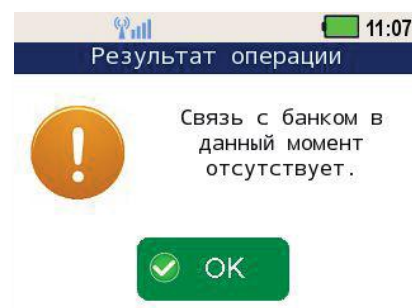 11:07
Результат операции
Связь с банком в
данный момент
отсутствует.
OK